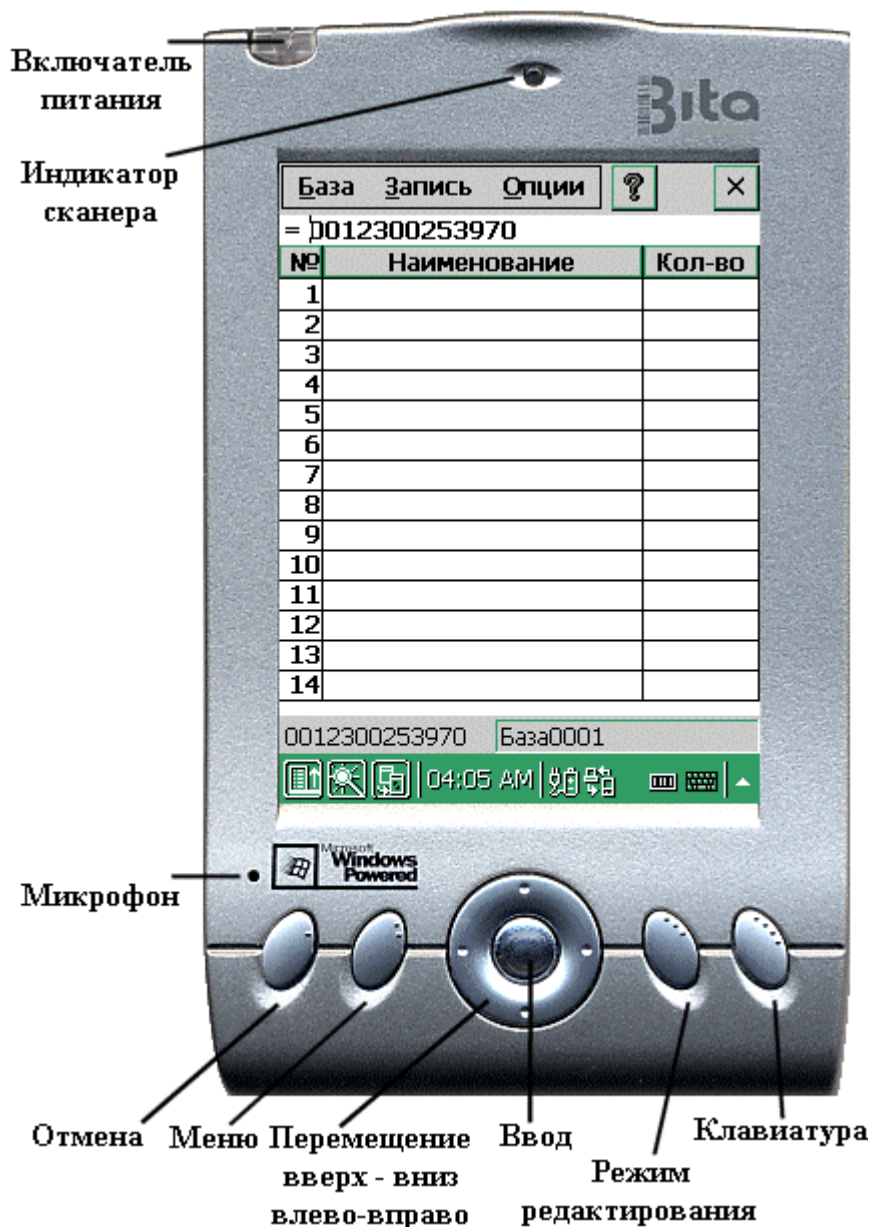 Включатель
питания
Bita
Индикатор
сканера
База Запись Опции ? ×
= 0012300253970
№ Наименование Кол-во
1
2
3
4
5
6
7
8
9
10
11
12
13
14
0012300253970 База0001
04:05 AM
Microsoft
Windows
Powered
Микрофон
Отмена Меню Перемещение Ввод Клавиатура
вверх - вниз Режим
влево-вправо редактирования